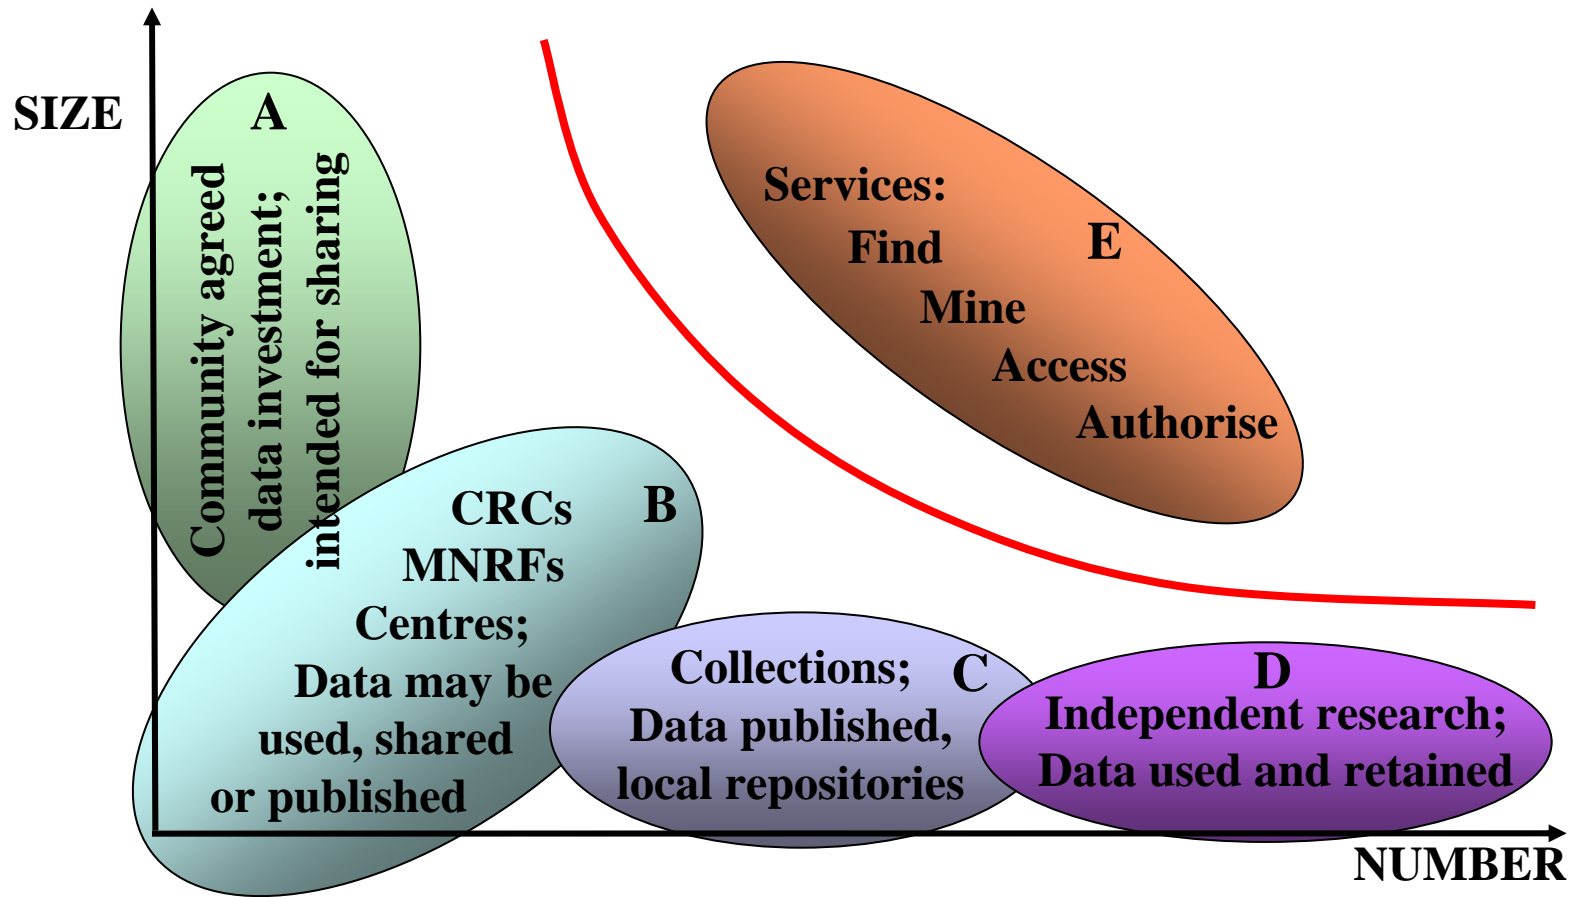 SIZE
A
Community agreed
data investment;
intended for sharing
Services:
Find
E
Mine
Access
Authorise
CRCs
B
MNRFs
Centres;
Data may be
used, shared
or published
Collections;
C
Data published,
local repositories
D
Independent research;
Data used and retained
NUMBER